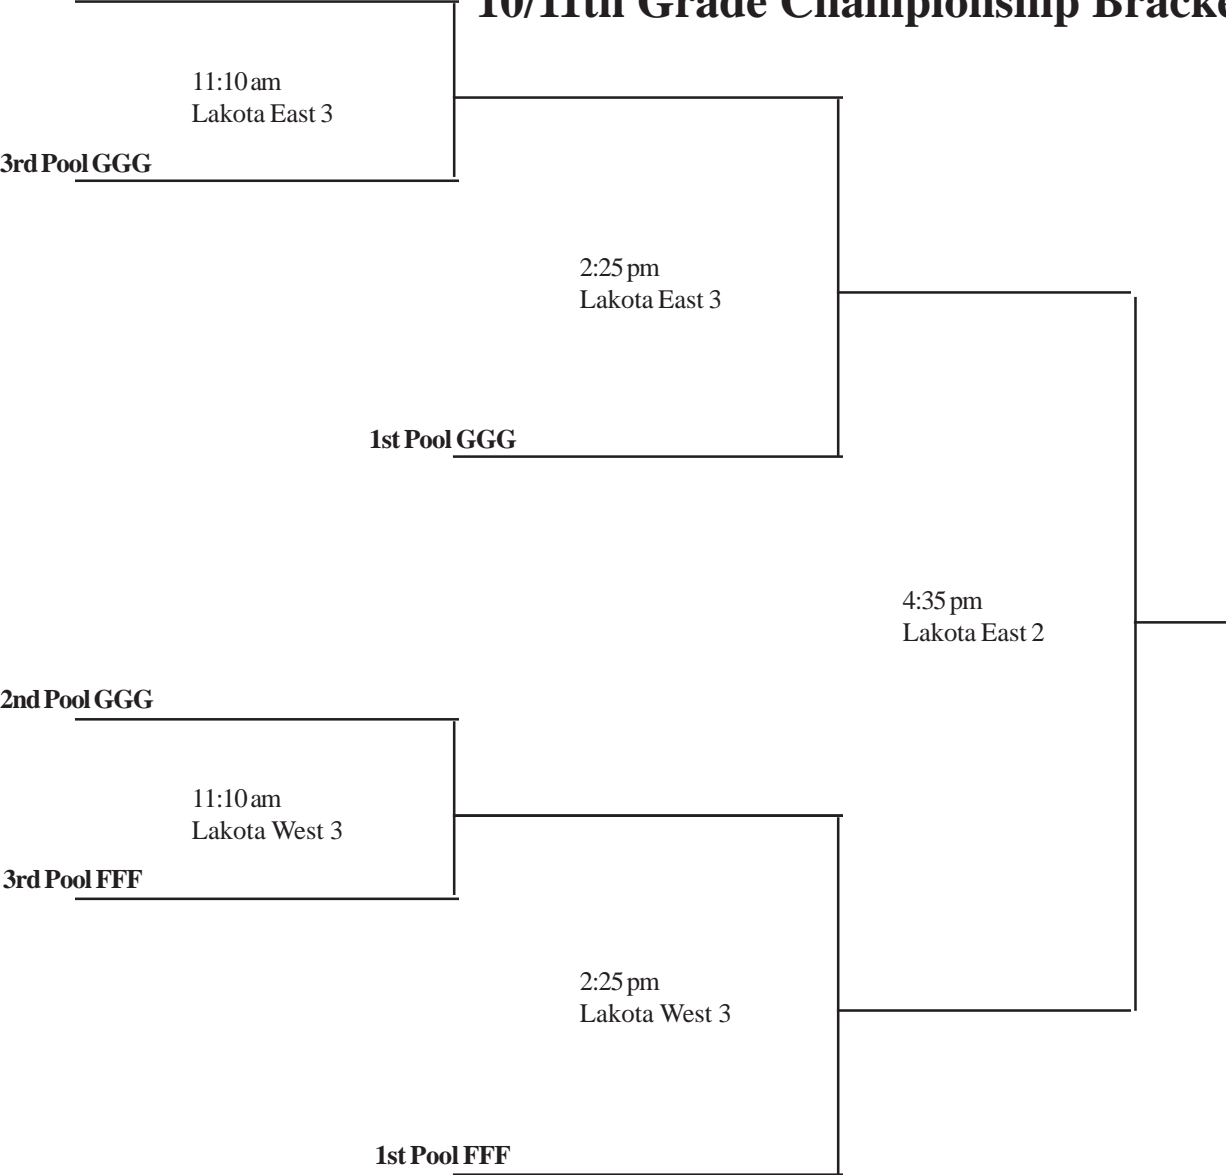 10/11th Grade Championship Bracke
11:10 am
Lakota East 3
3rd Pool GGG
2:25 pm
Lakota East 3
1st Pool GGG
4:35 pm
Lakota East 2
2nd Pool GGG
11:10 am
Lakota West 3
3rd Pool FFF
2:25 pm
Lakota West 3
1st Pool FFF